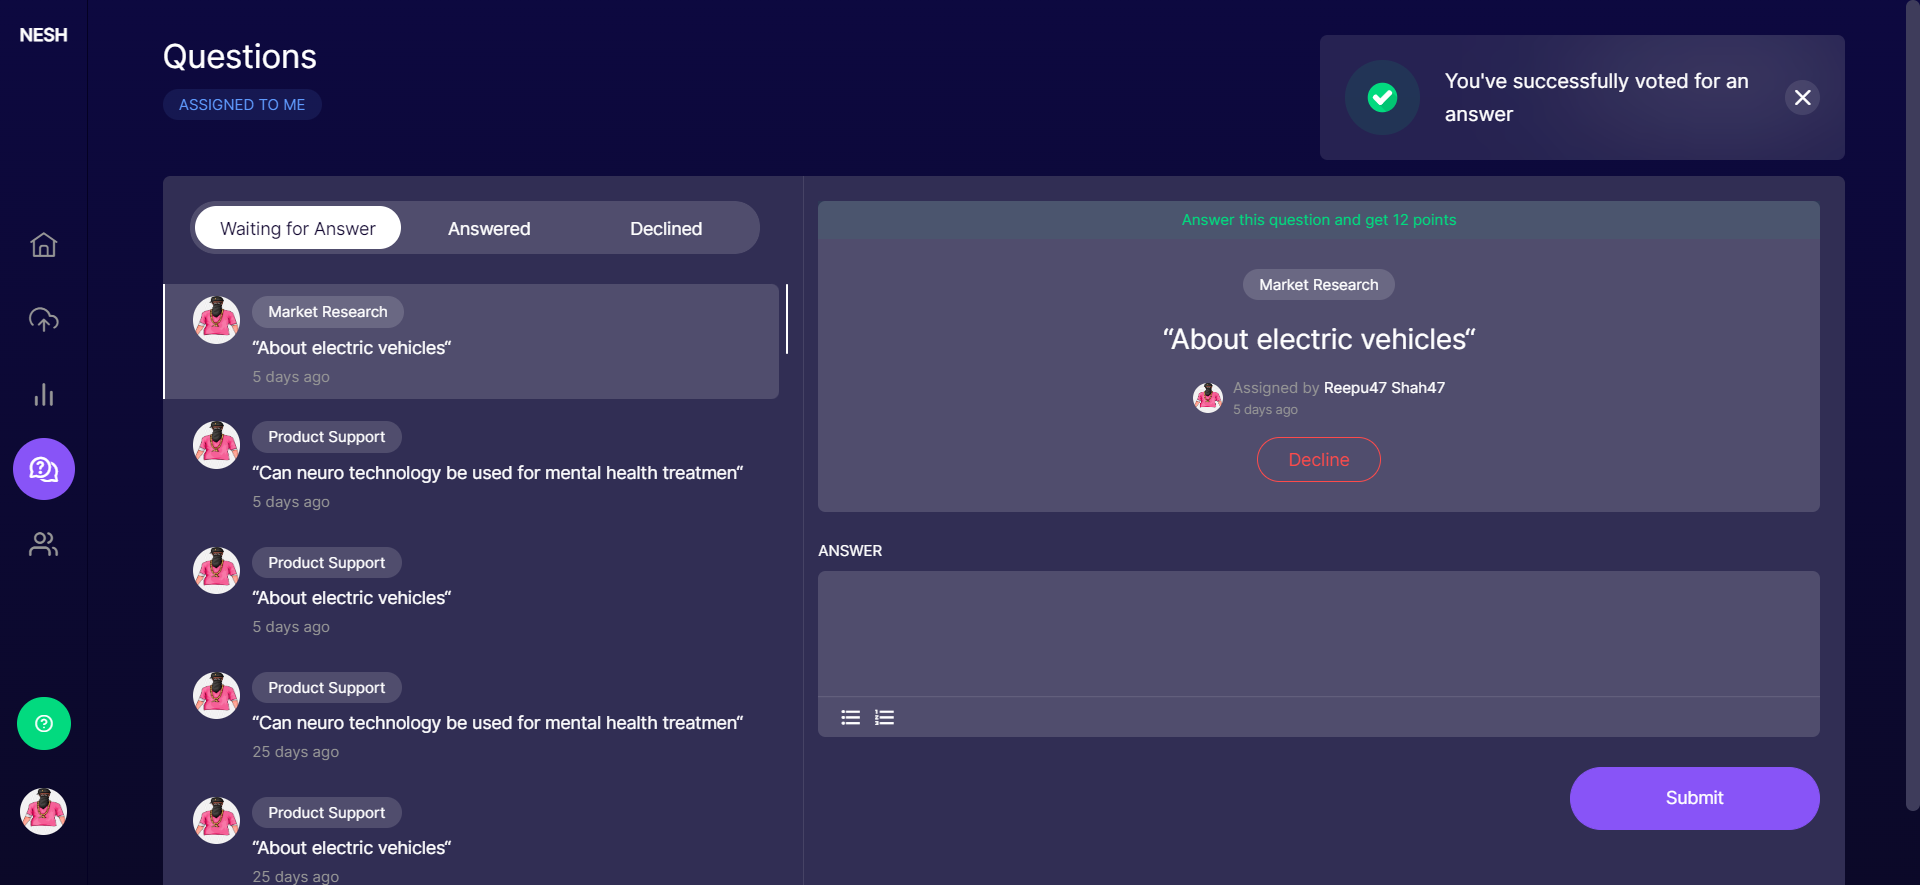 NESH
Questions
ASSIGNED TO ME
You've successfully voted for an
answer
Waiting for Answer
Answered
Declined
Market Research
“About electric vehicles“
5 days ago
Product Support
“Can neuro technology be used for mental health treatmen“
5 days ago
Product Support
“About electric vehicles“
5 days ago
Product Support
“Can neuro technology be used for mental health treatmen“
25 days ago
Product Support
“About electric vehicles“
25 days ago
Answer this question and get 12 points
Market Research
“About electric vehicles“
Assigned by Reepu47 Shah47
5 days ago
Decline
ANSWER
Submit